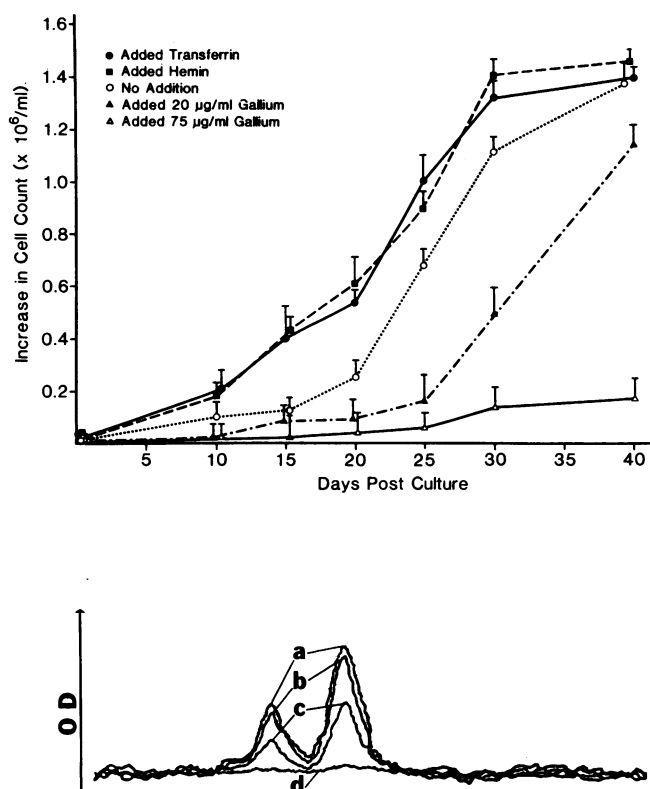 1.6
1.4
1.2
1.0
0.8
0.6
0.4
0.2
Increase in Cell Count (x 10⁶/ml)
Added Transferrin
Added Hemin
No Addition
Added 20 µg/ml Gallium
Added 75 µg/ml Gallium
5 10 15 20 25 30 35 40
Days Post Culture
OD
a
b
c
d